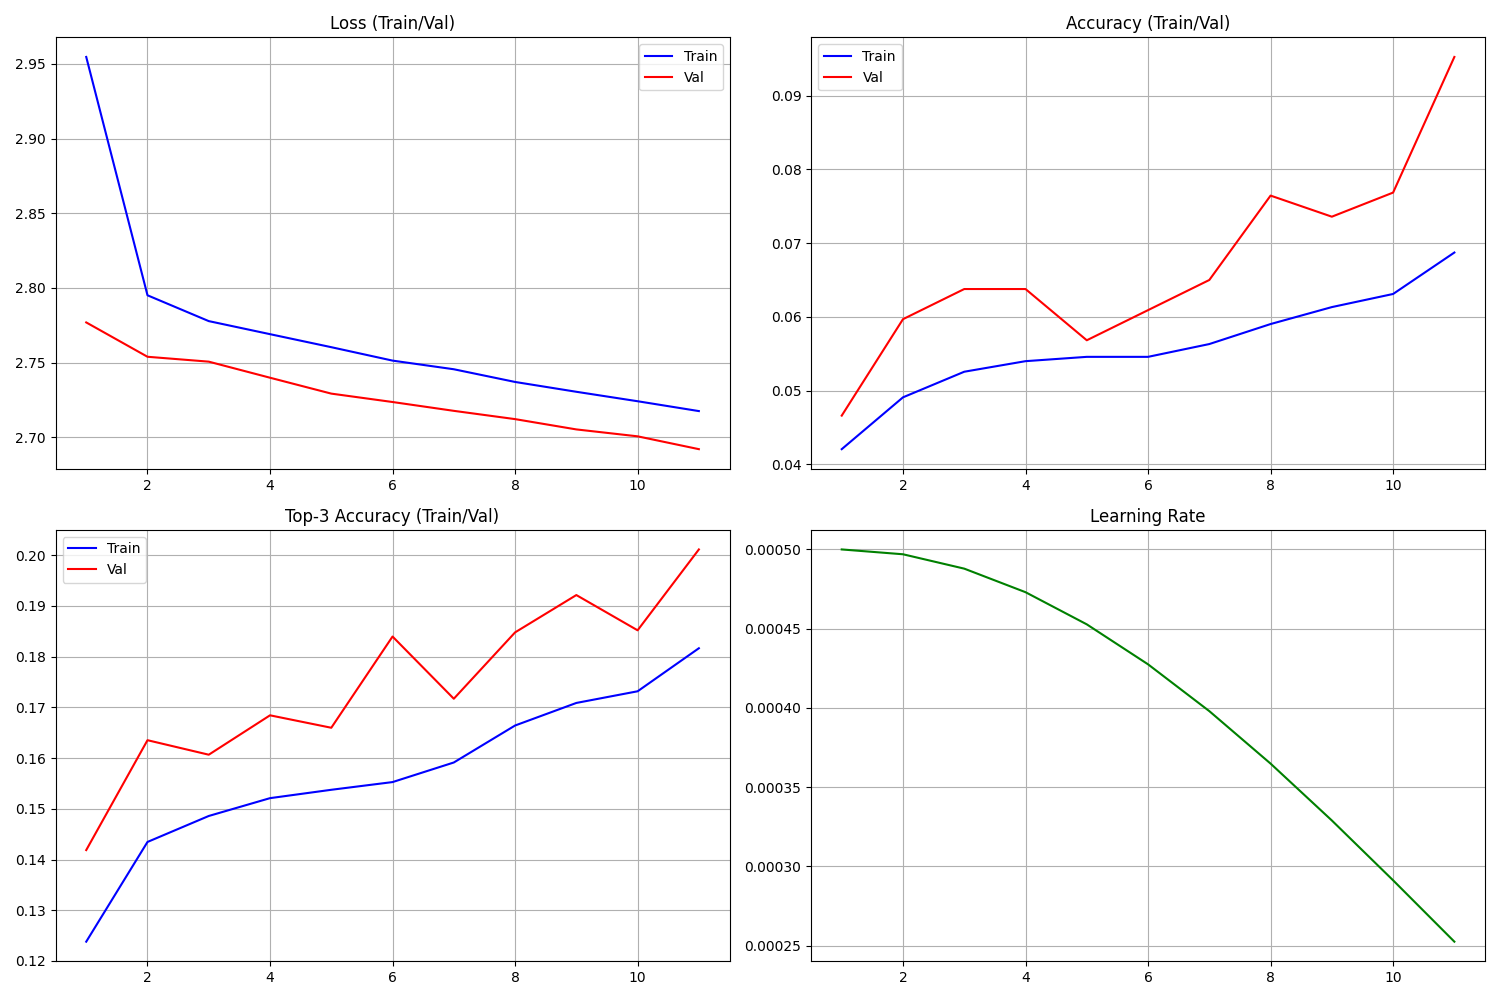 Loss (Train/Val)
2.95
2.90
2.85
2.80
2.75
2.70
2 4 6 8 10
Train
Val
Accuracy (Train/Val)
0.09
0.08
0.07
0.06
0.05
0.04
2 4 6 8 10
Train
Val
Top-3 Accuracy (Train/Val)
0.20
0.19
0.18
0.17
0.16
0.15
0.14
0.13
0.12
2 4 6 8 10
Train
Val
Learning Rate
0.00050
0.00045
0.00040
0.00035
0.00030
0.00025
2 4 6 8 10